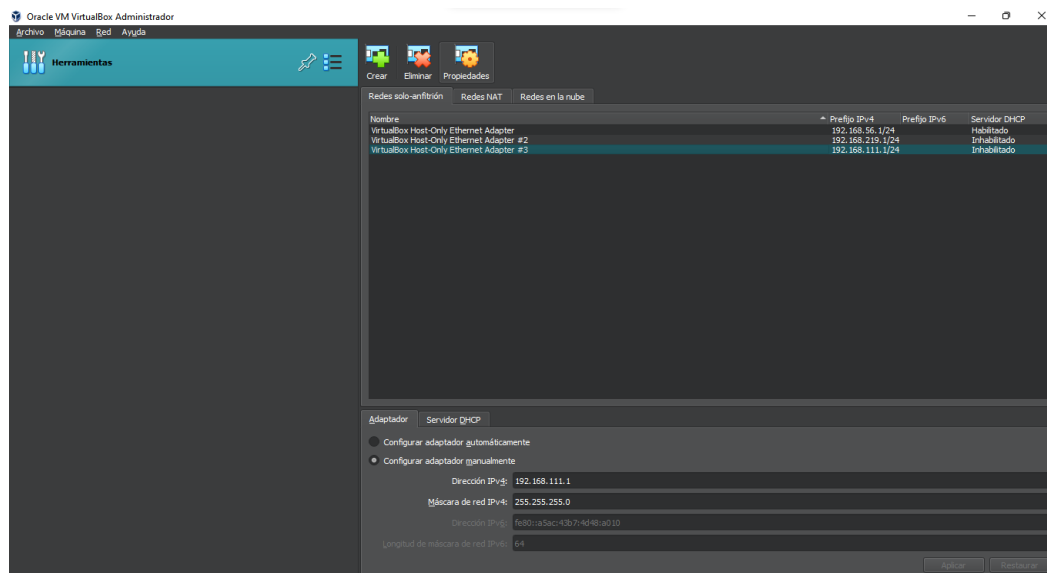 Oracle VM VirtualBox Administrador
Archivo Máquina Red Ayuda
Herramientas
Crear Eliminar Propiedades
Redes solo-anfitrión Redes NAT Redes en la nube
Nombre Prefijo IPv4 Prefijo IPv6 Servidor DHCP
VirtualBox Host-Only Ethernet Adapter 192.168.56.1/24 Habilitado
VirtualBox Host-Only Ethernet Adapter #2 192.168.219.1/24 Inhabilitado
VirtualBox Host-Only Ethernet Adapter #3 192.168.111.1/24 Inhabilitado
Adaptador Servidor DHCP
Configurar adaptador automáticamente
Configurar adaptador manualmente
Dirección IPv4: 192.168.111.1
Máscara de red IPv4: 255.255.255.0
Dirección IPv6: fe80::a5ac:43b7:4d48:a010
Longitud de máscara de red IPv6: 64
Aplicar Restaurar